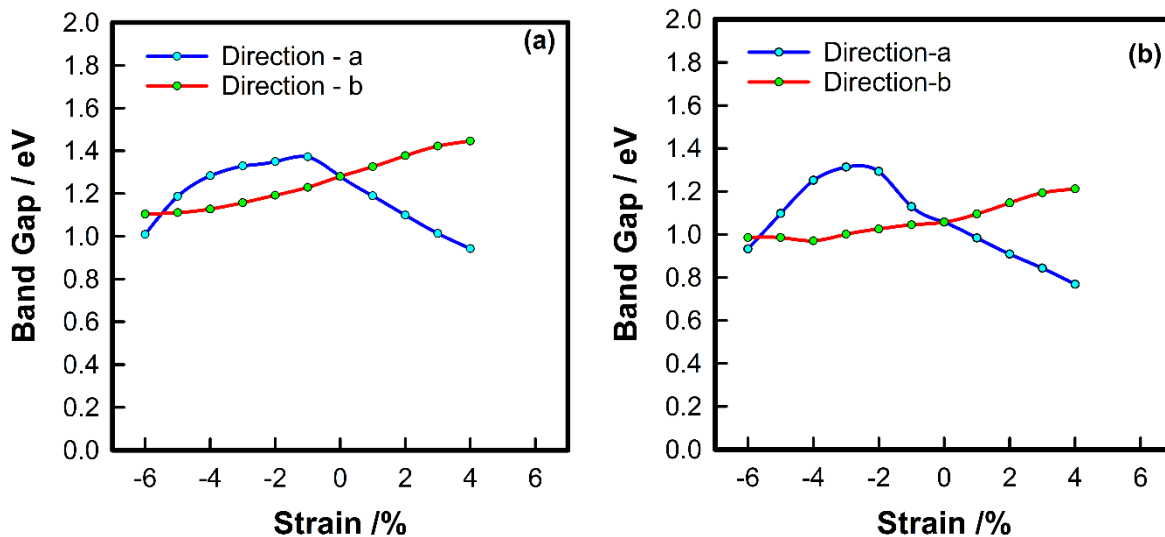 (a)
Direction - a
Direction - b
Band Gap / eV
2.0
1.8
1.6
1.4
1.2
1.0
0.8
0.6
0.4
0.2
0.0
-6 -4 -2 0 2 4 6
Strain /%
(b)
Direction-a
Direction-b
Band Gap / eV
2.0
1.8
1.6
1.4
1.2
1.0
0.8
0.6
0.4
0.2
0.0
-6 -4 -2 0 2 4 6
Strain /%